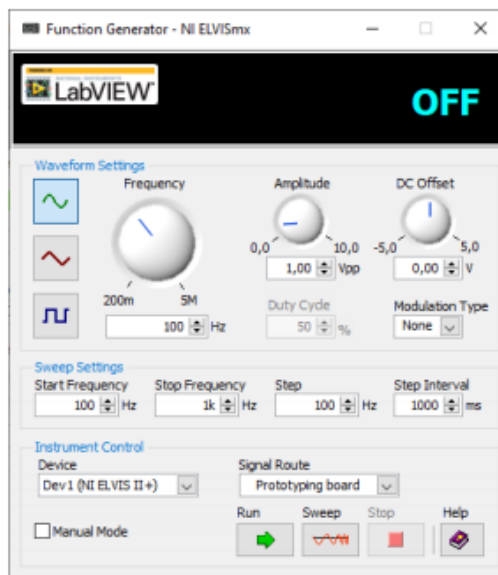 Function Generator - NI ELVISmx
LabVIEW
OFF
Waveform Settings
Frequency
Amplitude
DC Offset
0,0 10,0
-5,0 5,0
1,00 Vpp
0,00 V
200m 5M
100 Hz
Duty Cycle
50 %
Modulation Type
None
Sweep Settings
Start Frequency Stop Frequency Step Step Interval
100 Hz 1k Hz 100 Hz 1000 ms
Instrument Control
Device
Signal Route
Dev1 (NI ELVIS II+)
Prototyping board
Run Sweep Stop Help
Manual Mode